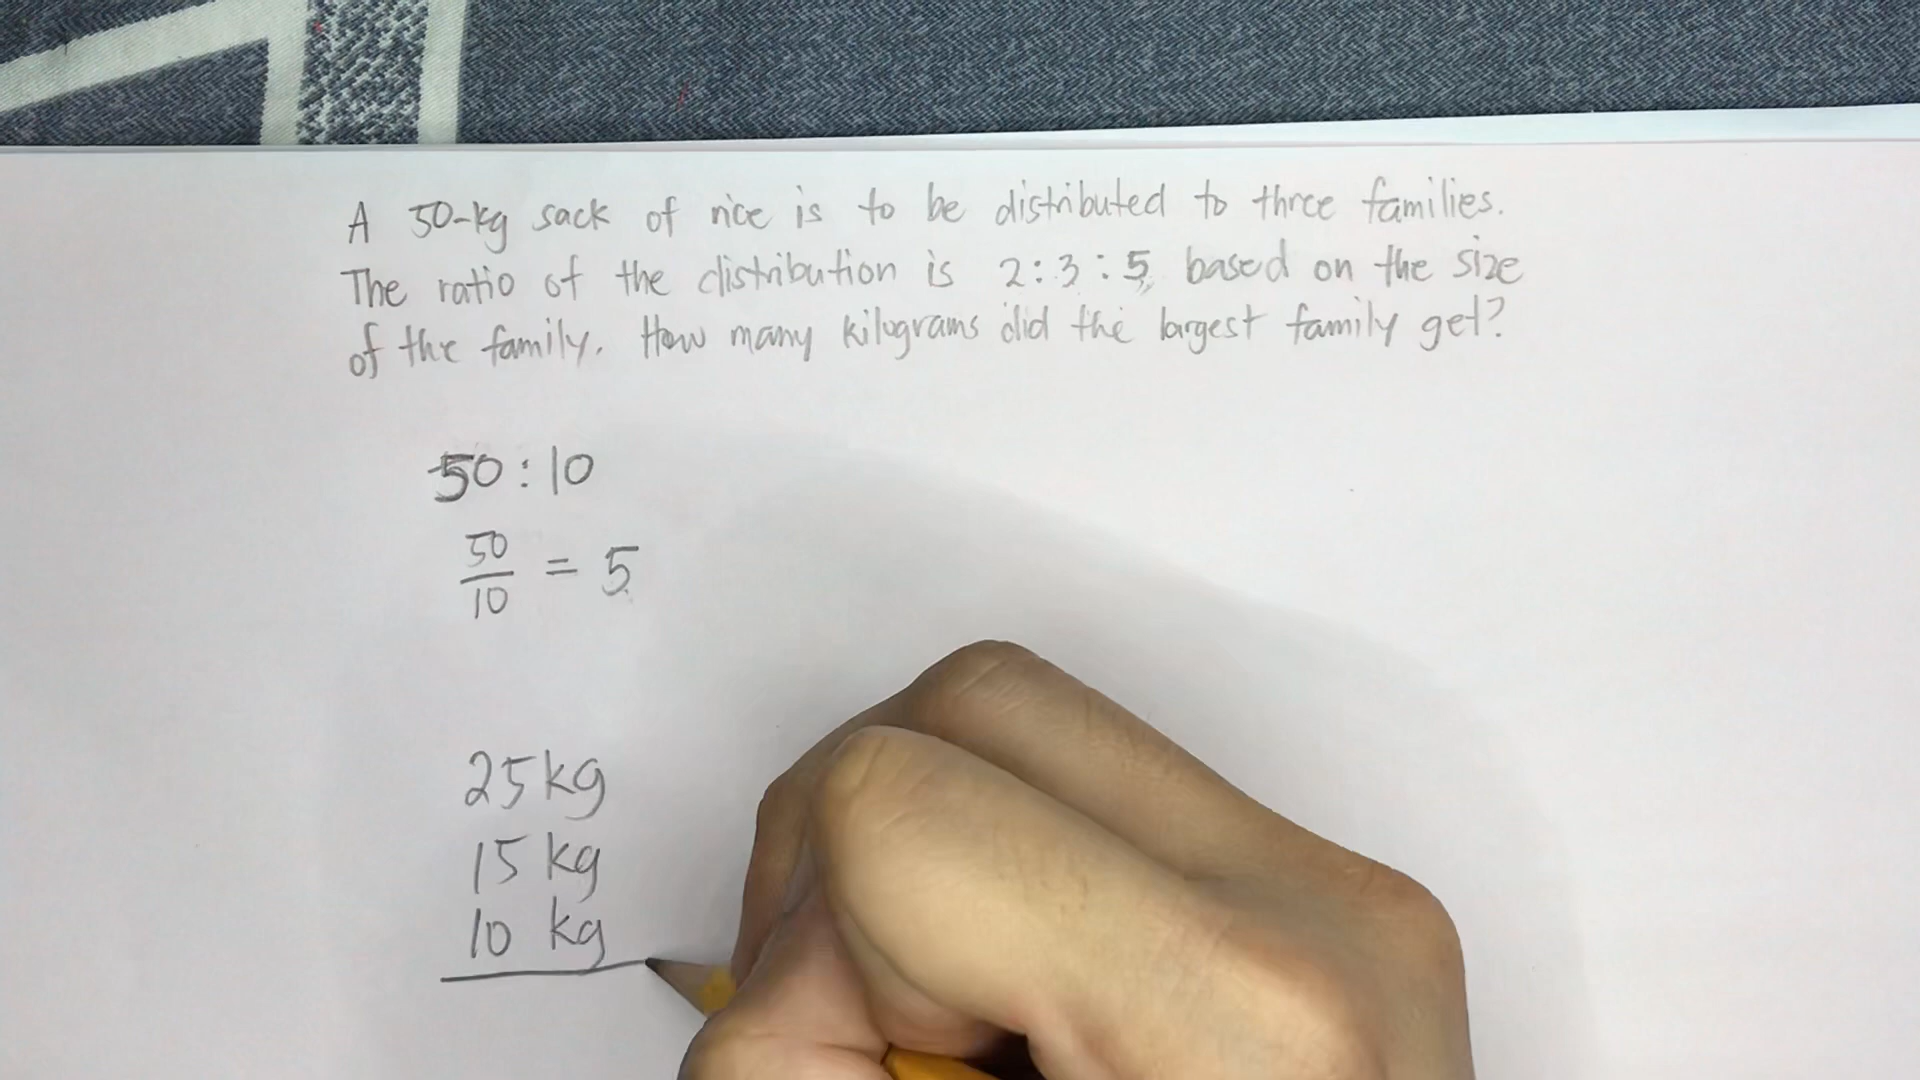 A 50-kg sack of rice is to be distributed to three families.
The ratio of the distribution is 2:3:5, based on the size
of the family. How many kilograms did the largest family get?
50:10
50
10
= 5
25kg
15 kg
10 kg